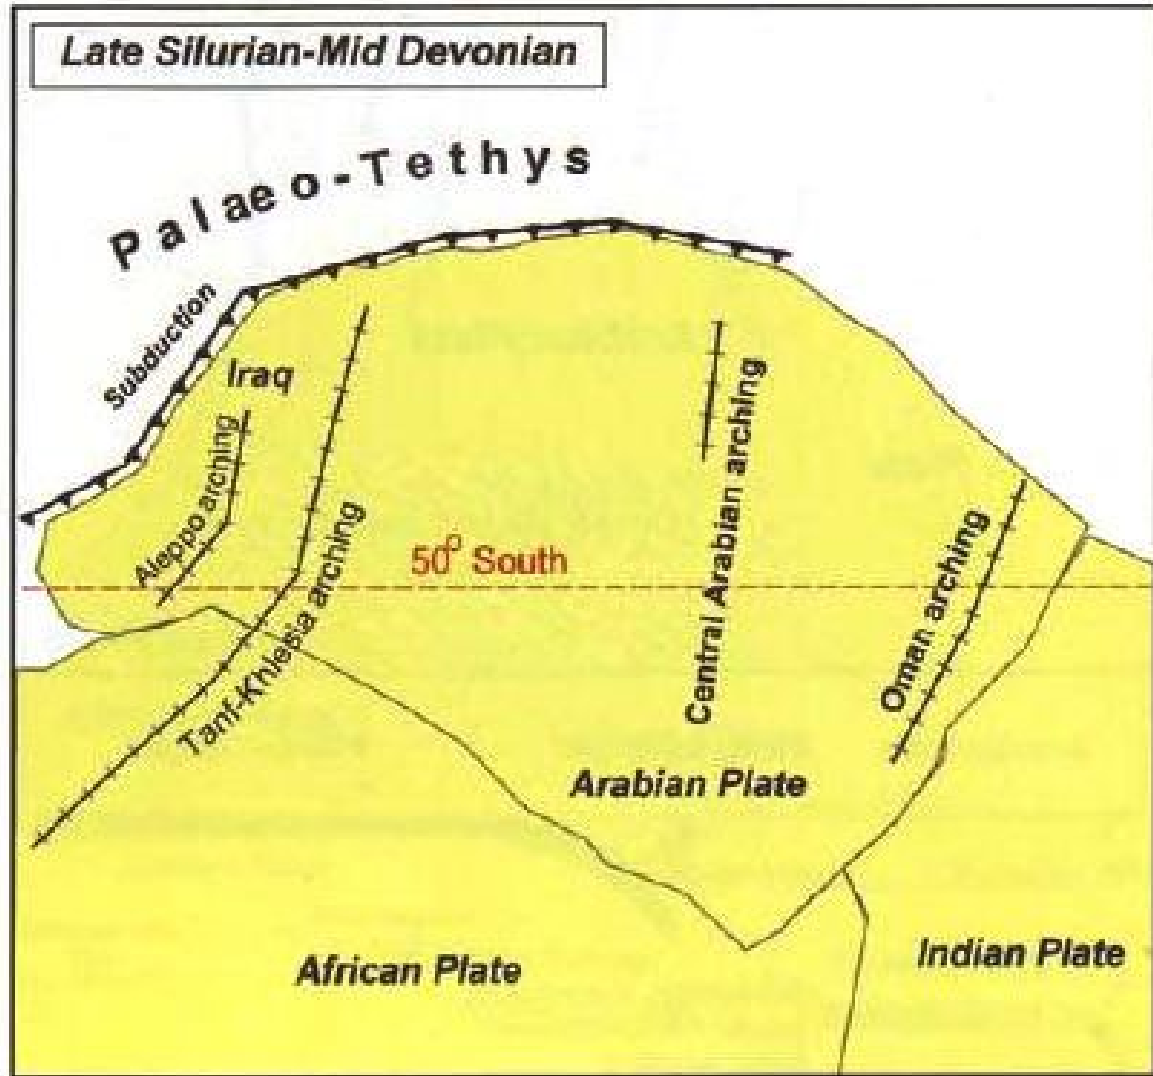 Late Silurian-Mid Devonian
Palaeo-Tethys
Subduction
Iraq
Aleppo arching
Tanf-Khlesia arching
50° South
Central Arabian arching
Oman arching
Arabian Plate
African Plate
Indian Plate